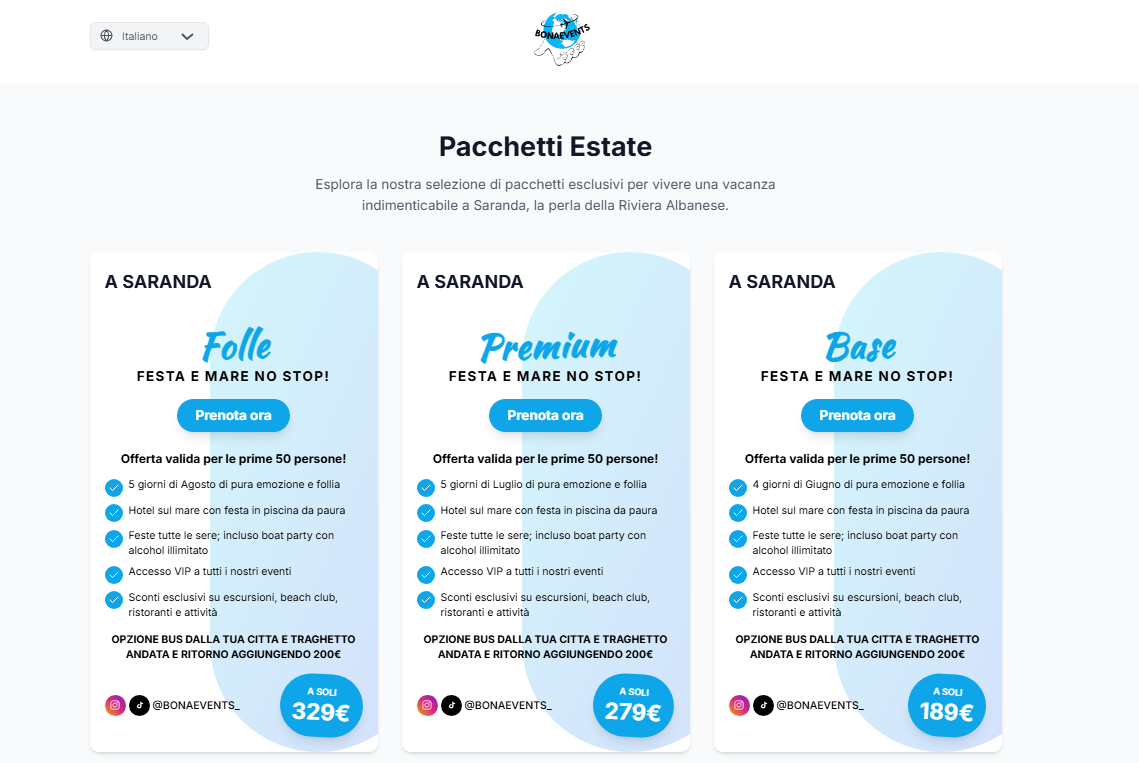 Italiano
BONAEVENTS
Pacchetti Estate
Esplora la nostra selezione di pacchetti esclusivi per vivere una vacanza
indimenticabile a Saranda, la perla della Riviera Albanese.
A SARANDA
Folle
FESTA E MARE NO STOP!
Prenota ora
Offerta valida per le prime 50 persone!
5 giorni di Agosto di pura emozione e follia
Hotel sul mare con festa in piscina da paura
Feste tutte le sere; incluso boat party con
alcohol illimitato
Accesso VIP a tutti i nostri eventi
Sconti esclusivi su escursioni, beach club,
ristoranti e attività
OPZIONE BUS DALLA TUA CITTA E TRAGHETTO
ANDATA E RITORNO AGGIUNGENDO 200€
@BONAEVENTS_
A SOLI
329€
A SARANDA
Premium
FESTA E MARE NO STOP!
Prenota ora
Offerta valida per le prime 50 persone!
5 giorni di Luglio di pura emozione e follia
Hotel sul mare con festa in piscina da paura
Feste tutte le sere; incluso boat party con
alcohol illimitato
Accesso VIP a tutti i nostri eventi
Sconti esclusivi su escursioni, beach club,
ristoranti e attività
OPZIONE BUS DALLA TUA CITTA E TRAGHETTO
ANDATA E RITORNO AGGIUNGENDO 200€
@BONAEVENTS_
A SOLI
279€
A SARANDA
Base
FESTA E MARE NO STOP!
Prenota ora
Offerta valida per le prime 50 persone!
4 giorni di Giugno di pura emozione e follia
Hotel sul mare con festa in piscina da paura
Feste tutte le sere; incluso boat party con
alcohol illimitato
Accesso VIP a tutti i nostri eventi
Sconti esclusivi su escursioni, beach club,
ristoranti e attività
OPZIONE BUS DALLA TUA CITTA E TRAGHETTO
ANDATA E RITORNO AGGIUNGENDO 200€
@BONAEVENTS_
A SOLI
189€